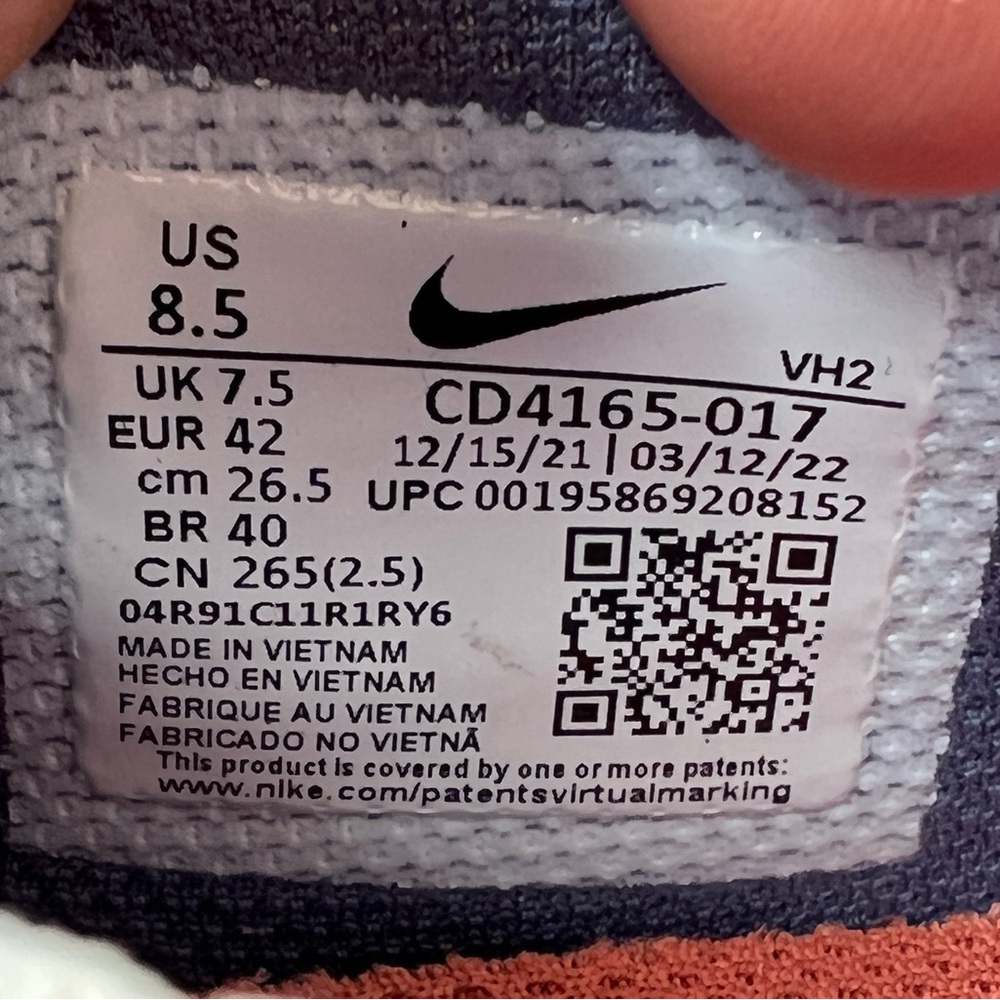 US
8.5
VH2
UK 7.5
EUR 42
cm 26.5
BR 40
CN 265(2.5)
CD4165-017
12/15/21 | 03/12/22
UPC 00195869208152
04R91C11R1RY6
MADE IN VIETNAM
HECHO EN VIETNAM
FABRIQUE AU VIETNAM
FABRICADO NO VIETNÃ
This product is covered by one or more patents:
www.nike.com/patentsvirtualmarking